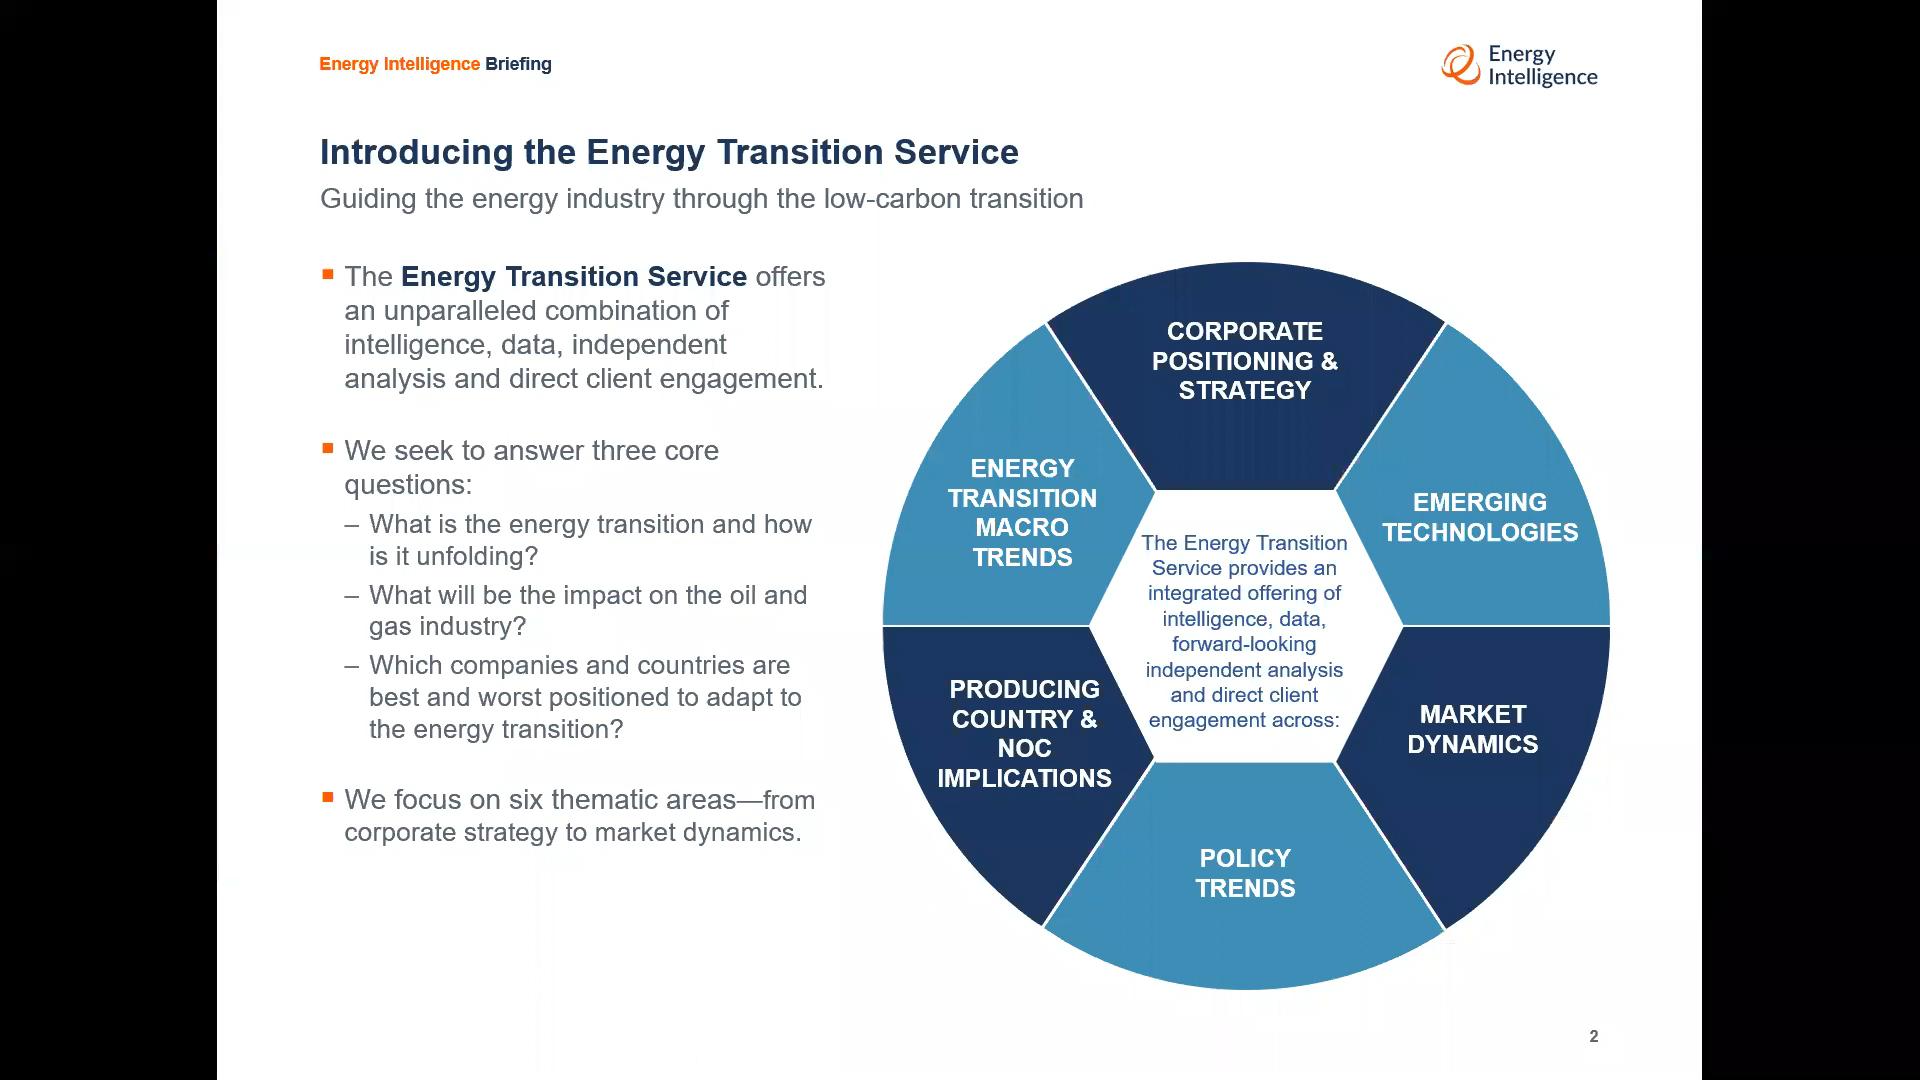 Energy Intelligence Briefing
Energy
Intelligence
Introducing the Energy Transition Service
Guiding the energy industry through the low-carbon transition
The Energy Transition Service offers
an unparalleled combination of
intelligence, data, independent
analysis and direct client engagement.
We seek to answer three core
questions:
– What is the energy transition and how
is it unfolding?
– What will be the impact on the oil and
gas industry?
– Which companies and countries are
best and worst positioned to adapt to
the energy transition?
We focus on six thematic areas—from
corporate strategy to market dynamics.
CORPORATE
POSITIONING &
STRATEGY
EMERGING
TECHNOLOGIES
MARKET
DYNAMICS
POLICY
TRENDS
PRODUCING
COUNTRY &
NOC
IMPLICATIONS
ENERGY
TRANSITION
MACRO
TRENDS
The Energy Transition
Service provides an
integrated offering of
intelligence, data,
forward-looking
independent analysis
and direct client
engagement across:
2